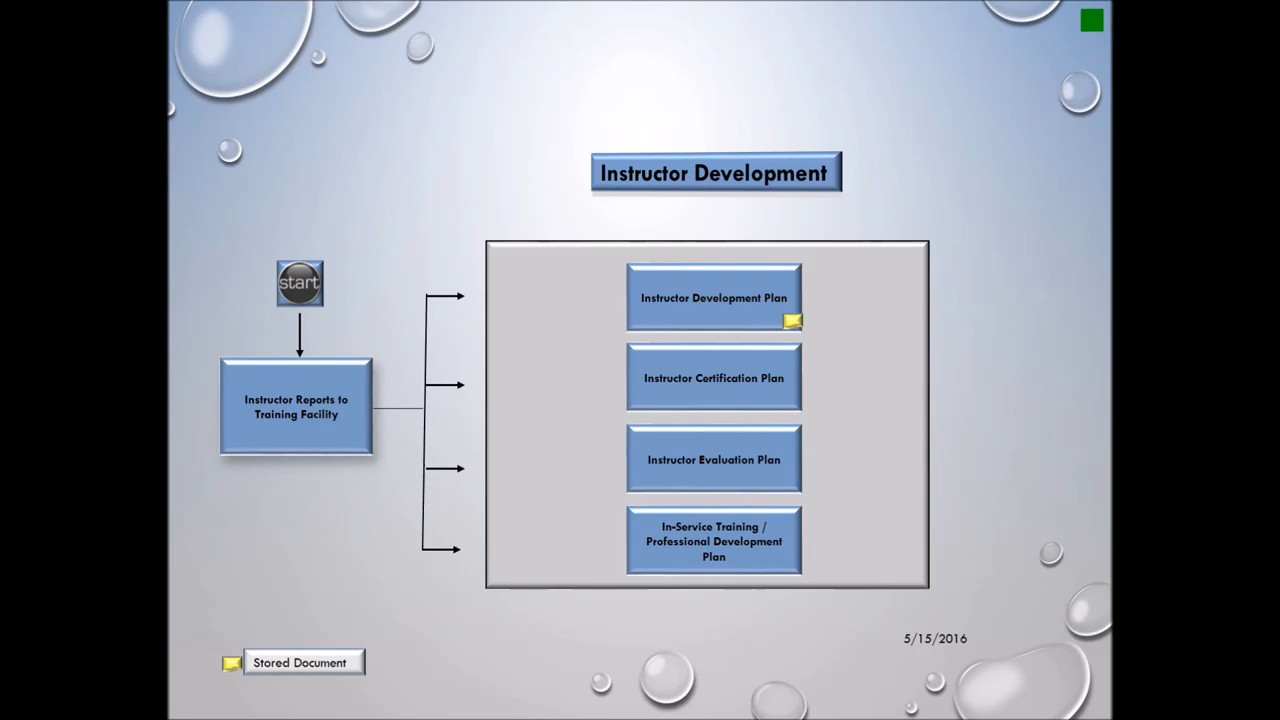 Instructor Development
start
Instructor Reports to
Training Facility
Instructor Development Plan
Instructor Certification Plan
Instructor Evaluation Plan
In-Service Training /
Professional Development
Plan
5/15/2016
Stored Document